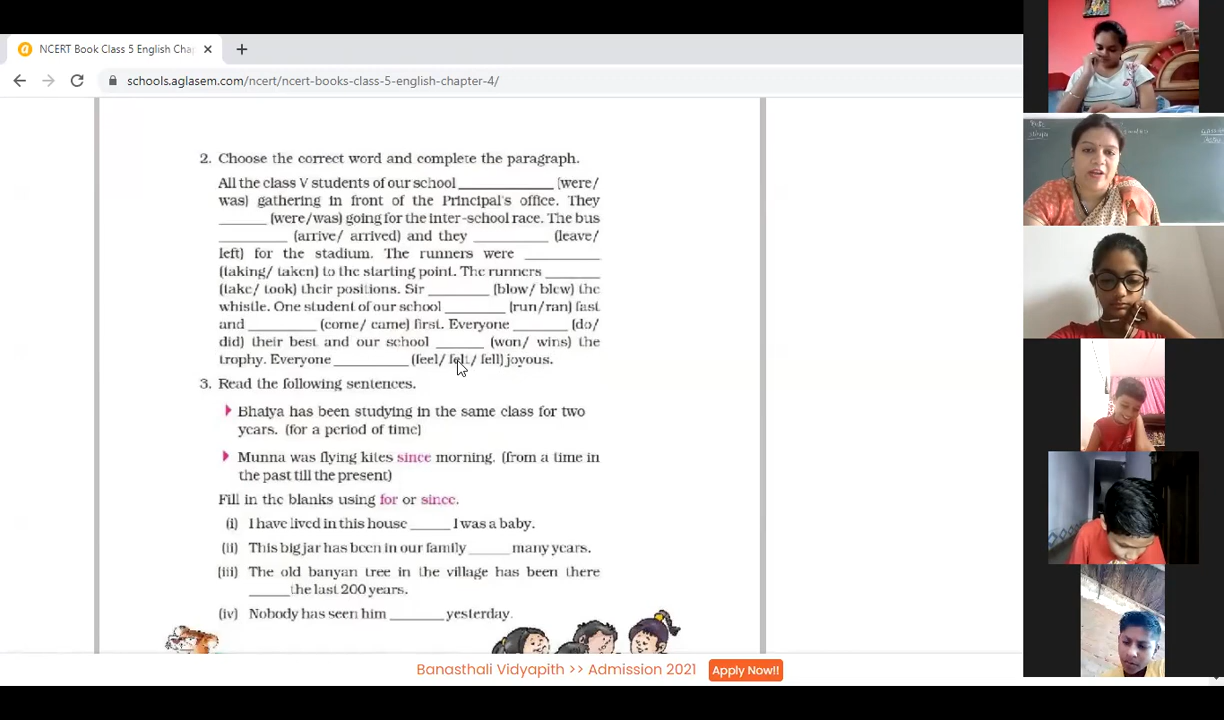 NCERT Book Class 5 English Cha
schools.aglasem.com/ncert/ncert-books-class-5-english-chapter-4/
2. Choose the correct word and complete the paragraph.
All the class V students of our school ____________ (were/
was) gathering in front of the Principal's office. They
______ (were/was) going for the inter-school race. The bus
_________ (arrive/ arrived) and they __________ (leave/
left) for the stadium. The runners were __________
(taking/ taken) to the starting point. The runners _______
(take/ took) their positions. Sir ________ (blow/ blew) the
whistle. One student of our school ________ (run/ran) fast
and _________ (come/ came) first. Everyone _______ (do/
did) their best and our school ______ (won/ wins) the
trophy. Everyone __________ (feel/ felt/ fell) joyous.
3. Read the following sentences.
Bhaiya has been studying in the same class for two
years. (for a period of time)
Munna was flying kites since morning. (from a time in
the past till the present)
Fill in the blanks using for or since.
(i) I have lived in this house _____ I was a baby.
(ii) This big jar has been in our family _____ many years.
(iii) The old banyan tree in the village has been there
_____the last 200 years.
(iv) Nobody has seen him _______ yesterday.
Banasthali Vidyapith >> Admission 2021
Apply Now!!